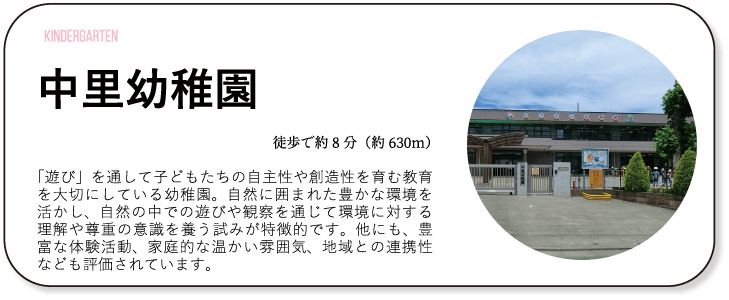 KINDERGARTEN
中里幼稚園
徒歩で約8分（約630m）
「遊び」を通して子どもたちの自主性や創造性を育む教育
を大切にしている幼稚園。自然に囲まれた豊かな環境を
活かし、自然の中での遊びや観察を通じて環境に対する
理解や尊重の意識を養う試みが特徴的です。他にも、豊
富な体験活動、家庭的な温かい雰囲気、地域との連携性
なども評価されています。